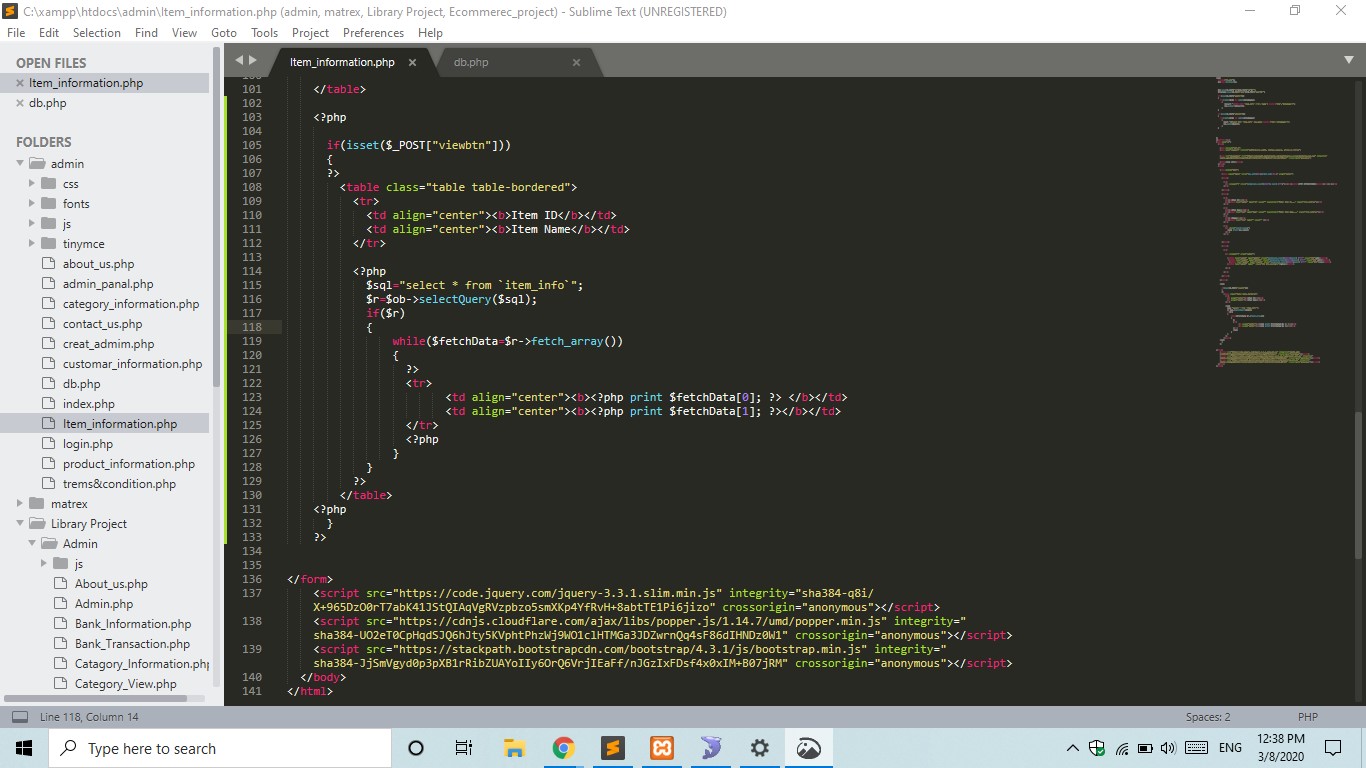 C:\xampp\htdocs\admin\Item_information.php (admin, matrex, Library Project, Ecommerec_project) - Sublime Text (UNREGISTERED)
File Edit Selection Find View Goto Tools Project Preferences Help
OPEN FILES
Item_information.php
db.php
FOLDERS
admin
css
fonts
js
tinymce
about_us.php
admin_panal.php
category_information.php
contact_us.php
creat_admim.php
customar_information.php
db.php
index.php
Item_information.php
login.php
product_information.php
trems&condition.php
matrex
Library Project
Admin
js
About_us.php
Admin.php
Bank_Information.php
Bank_Transaction.php
Catagary_Information.php
Category_View.php
Item_information.php db.php
101 </table>
102
103 <?php
104
105 if(isset($_POST["viewbtn"]))
106 {
107 ?>
108 <table class="table table-bordered">
109 <tr>
110 <td align="center"><b>Item ID</b></td>
111 <td align="center"><b>Item Name</b></td>
112 </tr>
113
114 <?php
115 $sql="select * from `item_info`";
116 $r=$ob->selectQuery($sql);
117 if($r)
118 {
119 while($fetchData=$r->fetch_array())
120 {
121 ?>
122 <tr>
123 <td align="center"><b><?php print $fetchData[0]; ?> </b></td>
124 <td align="center"><b><?php print $fetchData[1]; ?></b></td>
125 </tr>
126 <?php
127 }
128 }
129 ?>
130 </table>
131 <?php
132 }
133 ?>
134
135
136 </form>
137 <script src="https://code.jquery.com/jquery-3.3.1.slim.min.js" integrity="sha384-q8i/
X+965DzO0rT7abK41JStQIAqVgRVzpbzo5smXKp4YfRvH+8abtTE1Pi6jizo" crossorigin="anonymous"></script>
138 <script src="https://cdnjs.cloudflare.com/ajax/libs/popper.js/1.14.7/umd/popper.min.js" integrity="
sha384-UO2eT0CpHqdSJQ6hJty5KVphtPhzWj9WO1clHTMGa3JDZwrnQq4sF86dIHNDz0W1" crossorigin="anonymous"></script>
139 <script src="https://stackpath.bootstrapcdn.com/bootstrap/4.3.1/js/bootstrap.min.js" integrity="
sha384-JjSmVgyd0p3pXB1rRibZUAYoIIy6OrQ6VrjIEaFf/nJGzIxFDsf4x0xIM+B07jRM" crossorigin="anonymous"></script>
140 </body>
141 </html>
Line 118, Column 14 Spaces: 2 PHP
Type here to search
ENG
12:38 PM
3/8/2020